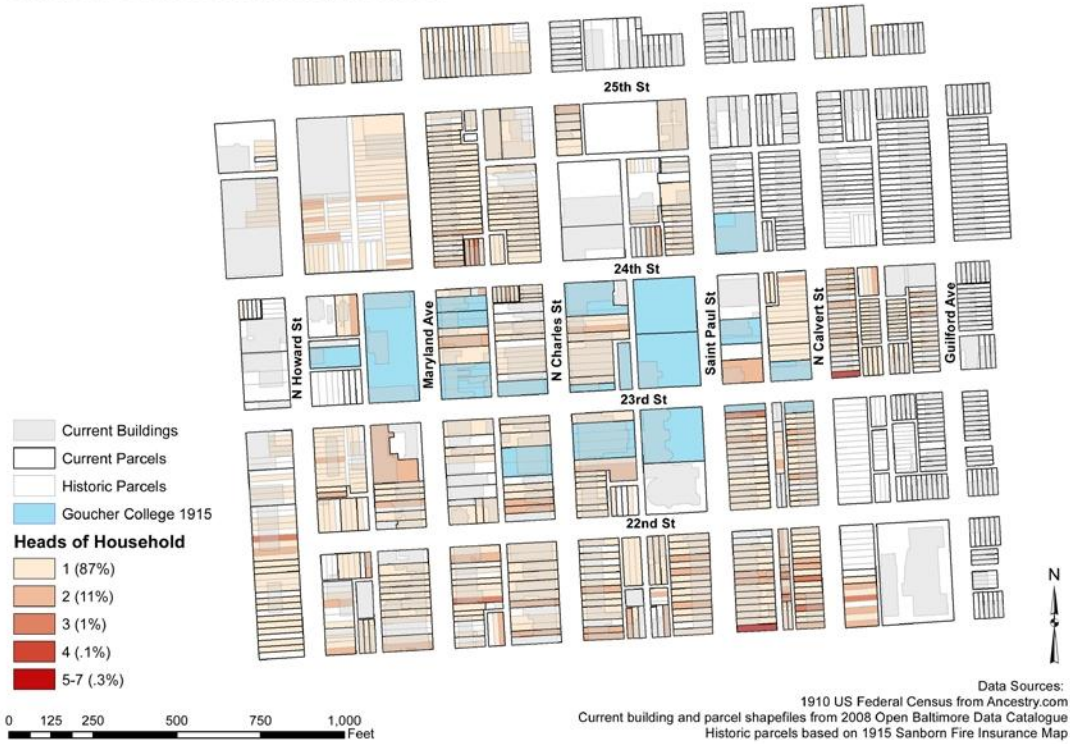 25th St
24th St
N Howard St
Maryland Ave
N Charles St
Saint Paul St
N Calvert St
Guilford Ave
23rd St
22nd St
Current Buildings
Current Parcels
Historic Parcels
Goucher College 1915
Heads of Household
1 (87%)
2 (11%)
3 (1%)
4 (.1%)
5-7 (.3%)
0 125 250 500 750 1,000
Feet
N
Data Sources:
1910 US Federal Census from Ancestry.com
Current building and parcel shapefiles from 2008 Open Baltimore Data Catalogue
Historic parcels based on 1915 Sanborn Fire Insurance Map